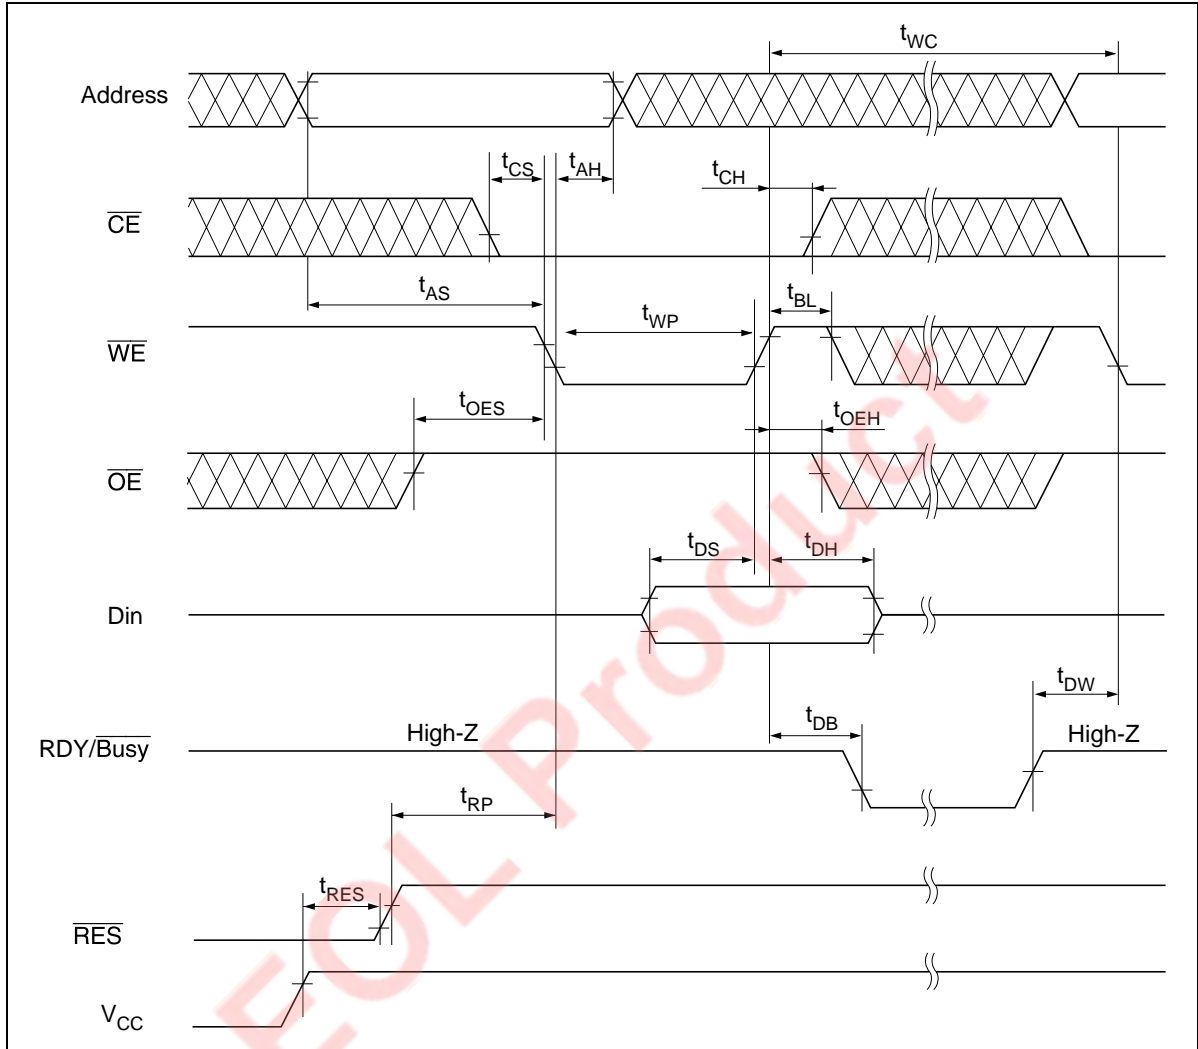 tWC
Address
tCS
tAH
tCH
CE
tAS
tBL
tWP
WE
tOES
tOEH
OE
tDS
tDH
Din
tDW
tDB
High-Z
High-Z
RDY/Busy
tRP
tRES
RES
VCC
EOL Product